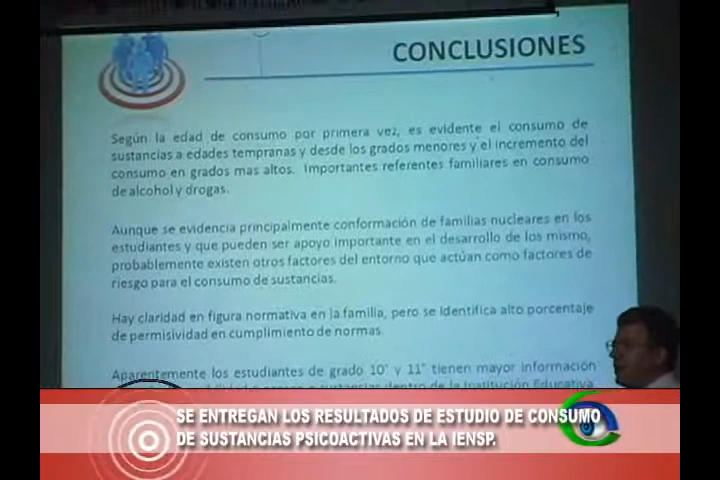 CONCLUSIONES
Según la edad de consumo por primera vez, es evidente el consumo de
sustancias a edades tempranas y desde los grados menores y el incremento del
consumo en grados mas altos. Importantes referentes familiares en consumo
de alcohol y drogas.
Aunque se evidencia principalmente conformación de familias nucleares en los
estudiantes y que pueden ser apoyo importante en el desarrollo de los mismo,
probablemente existen otros factores del entorno que actúan como factores de
riesgo para el consumo de sustancias.
Hay claridad en figura normativa en la familia, pero se identifica alto porcentaje
de permisividad en cumplimiento de normas
Aparentemente los estudiantes de grado 10° y 11° tienen mayor información
sustancias dentro de la Institución Educativa
SE ENTREGAN LOS RESULTADOS DE ESTUDIO DE CONSUMO
DE SUSTANCIAS PSICOACTIVAS EN LA IENSP.